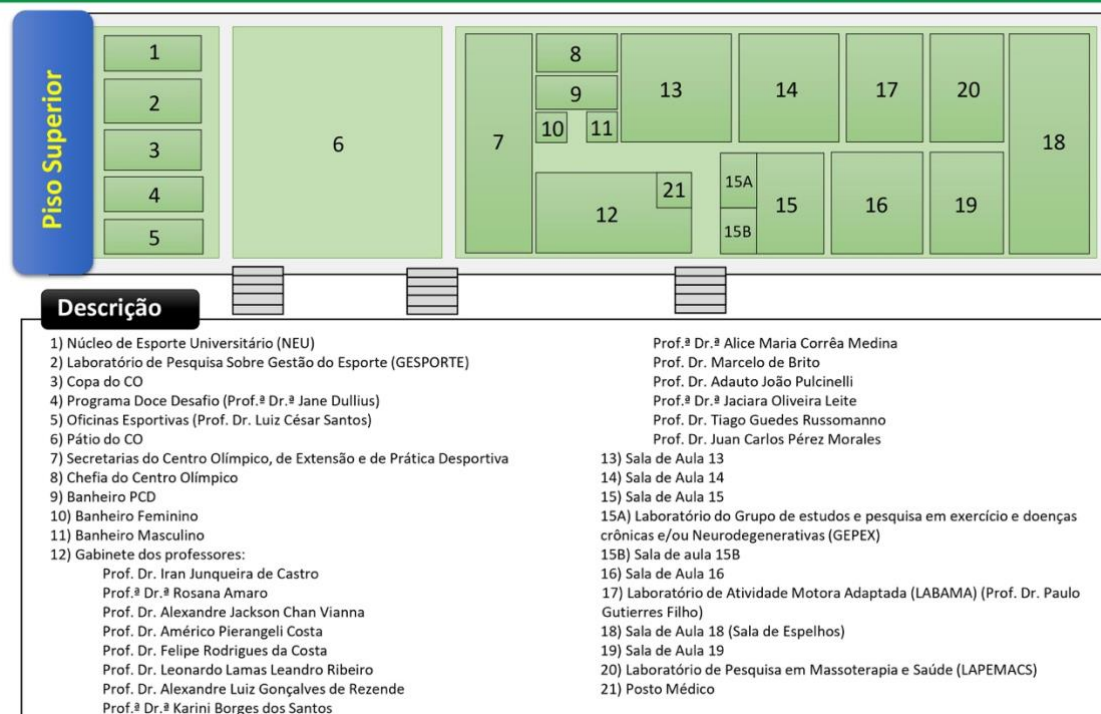 Piso Superior
1
2
3
4
5
6
7
8
9
10
11
12
21
13
14
17
20
18
15A
15B
15
16
19
Descrição
1) Núcleo de Esporte Universitário (NEU)
2) Laboratório de Pesquisa Sobre Gestão do Esporte (GESPORTE)
3) Copa do CO
4) Programa Doce Desafio (Prof.ª Dr.ª Jane Dullius)
5) Oficinas Esportivas (Prof. Dr. Luiz César Santos)
6) Pátio do CO
7) Secretarias do Centro Olímpico, de Extensão e de Prática Desportiva
8) Chefia do Centro Olímpico
9) Banheiro PCD
10) Banheiro Feminino
11) Banheiro Masculino
12) Gabinete dos professores:
Prof. Dr. Iran Junqueira de Castro
Prof.ª Dr.ª Rosana Amaro
Prof. Dr. Alexandre Jackson Chan Vianna
Prof. Dr. Américo Pierangeli Costa
Prof. Dr. Felipe Rodrigues da Costa
Prof. Dr. Leonardo Lamas Leandro Ribeiro
Prof. Dr. Alexandre Luiz Gonçalves de Rezende
Prof.ª Dr.ª Karini Borges dos Santos
Prof.ª Dr.ª Alice Maria Corrêa Medina
Prof. Dr. Marcelo de Brito
Prof. Dr. Adauto João Pulcinelli
Prof.ª Dr.ª Jaciara Oliveira Leite
Prof. Dr. Tiago Guedes Russomanno
Prof. Dr. Juan Carlos Pérez Morales
13) Sala de Aula 13
14) Sala de Aula 14
15) Sala de Aula 15
15A) Laboratório do Grupo de estudos e pesquisa em exercício e doenças
crônicas e/ou Neurodegenerativas (GEPEX)
15B) Sala de aula 15B
16) Sala de Aula 16
17) Laboratório de Atividade Motora Adaptada (LABAMA) (Prof. Dr. Paulo
Gutierres Filho)
18) Sala de Aula 18 (Sala de Espelhos)
19) Sala de Aula 19
20) Laboratório de Pesquisa em Massoterapia e Saúde (LAPEMACS)
21) Posto Médico